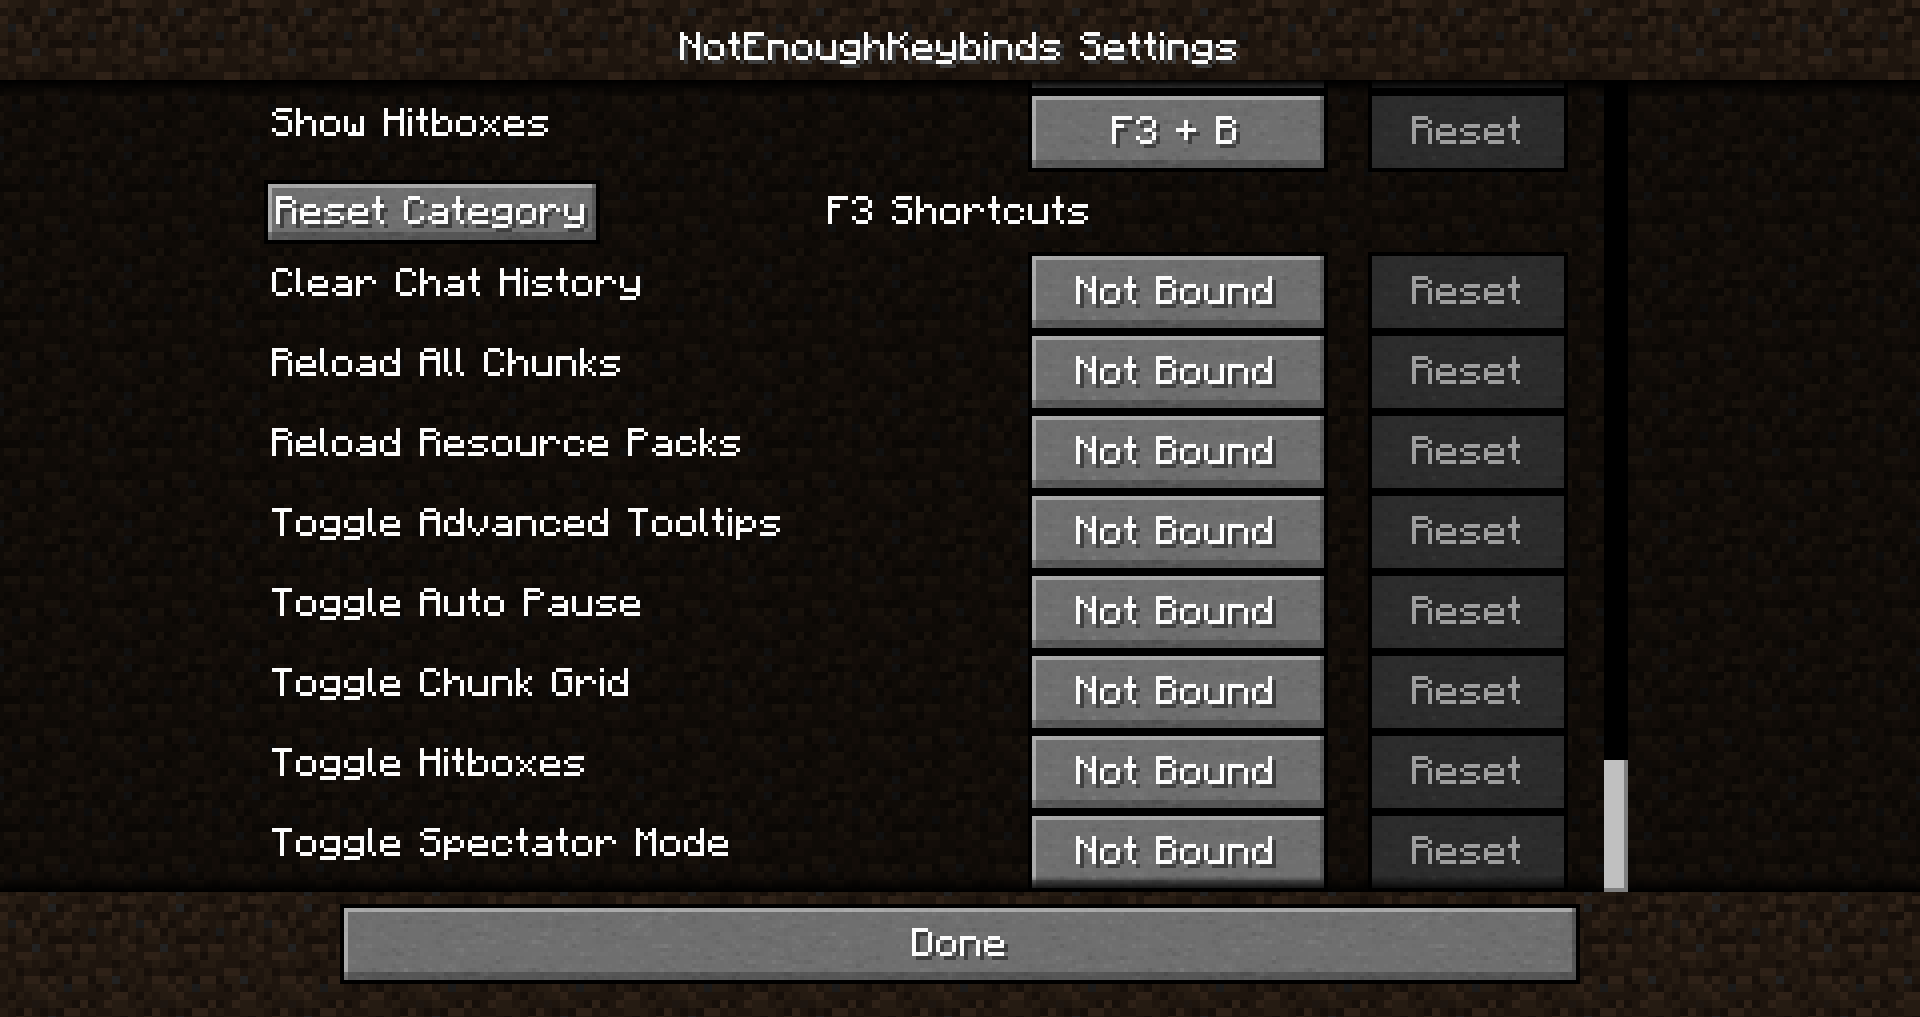 NotEnoughKeybinds Settings
Show Hitboxes F3 + B Reset
Reset Category F3 Shortcuts
Clear Chat History Not Bound Reset
Reload All Chunks Not Bound Reset
Reload Resource Packs Not Bound Reset
Toggle Advanced Tooltips Not Bound Reset
Toggle Auto Pause Not Bound Reset
Toggle Chunk Grid Not Bound Reset
Toggle Hitboxes Not Bound Reset
Toggle Spectator Mode Not Bound Reset
Done